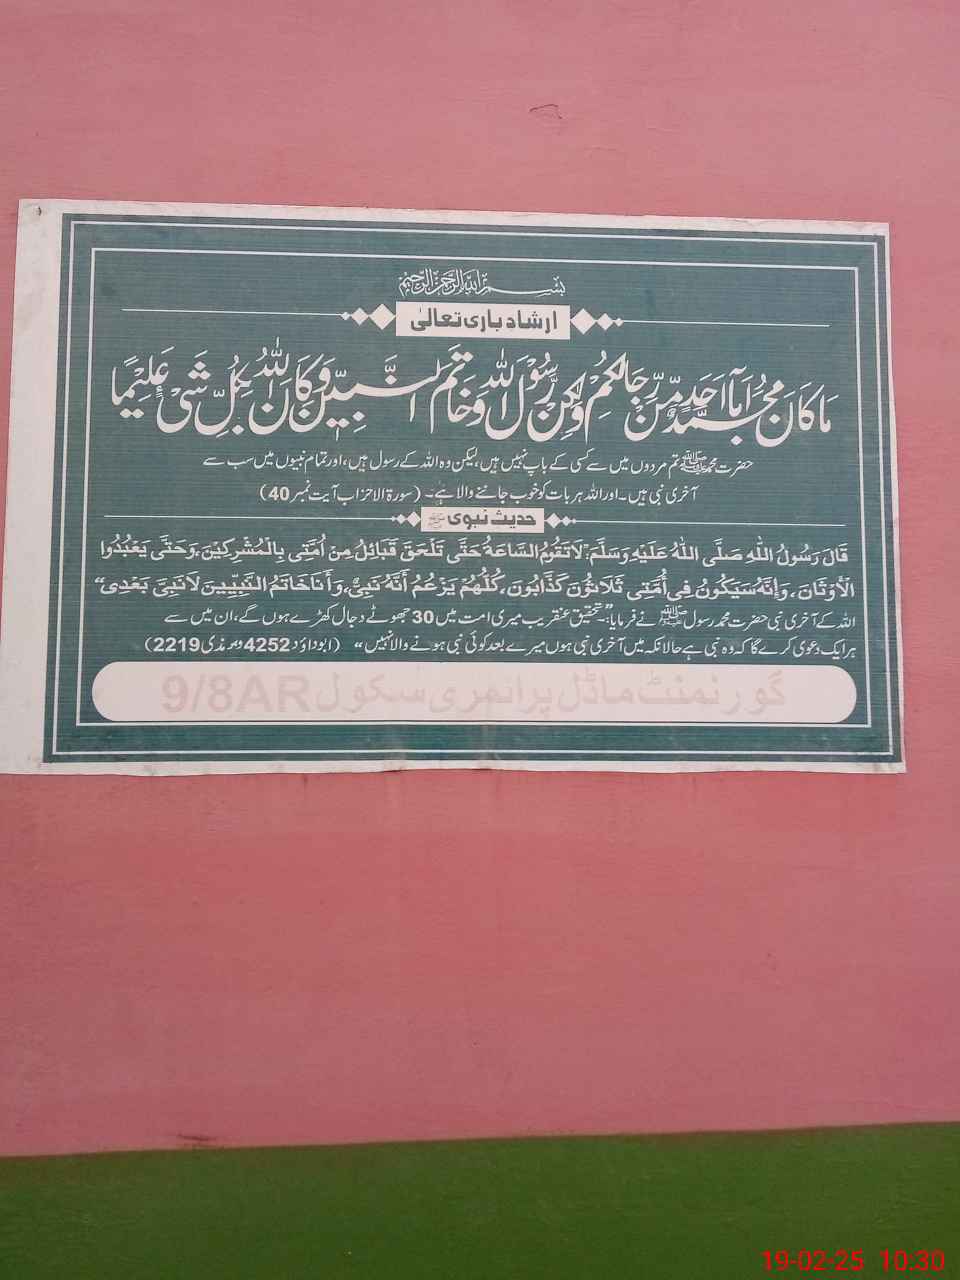 بسم اللہ الرحمن الرحیم
ارشاد باری تعالیٰ
مَا کَانَ مُحَمَّدٌ اَبَاۤ اَحَدٍ مِّنْ رِّجَالِکُمْ وَلٰکِنْ رَّسُوْلَ اللّٰہِ وَخَاتَمَ النَّبِیّٖنَ وَکَانَ اللّٰہُ بِکُلِّ شَیْءٍ عَلِیْمًا
حضرت محمد ﷺ تم مردوں میں سے کسی کے باپ نہیں ہیں، لیکن وہ اللہ کے رسول ہیں، اور تمام نبیوں میں سب سے
آخری نبی ہیں۔ اور اللہ ہر بات کو خوب جاننے والا ہے۔ (سورۃ الاحزاب آیت نمبر 40)
حدیث نبوی ﷺ
قَالَ رَسُولُ اللّٰهِ صَلَّى اللّٰهُ عَلَيْهِ وَسَلَّمَ: "لَا تَقُومُ السَّاعَةُ حَتَّى تَلْحَقَ قَبَائِلُ مِنْ أُمَّتِي بِالْمُشْرِكِيْنَ، وَحَتَّى يَعْبُدُوا
الْأَوْثَانَ، وَإِنَّهُ سَيَكُونُ فِي أُمَّتِي ثَلَاثُوْنَ كَذَّابُونَ، كُلُّهُمْ يَزْعُمُ أَنَّهُ نَبِيٌّ، وَأَنَا خَاتَمُ النَّبِيِّينَ لَا نَبِيَّ بَعْدِي"
اللہ کے آخری نبی حضرت محمد رسول ﷺ نے فرمایا: "تحقیق عنقریب میری امت میں 30 جھوٹے دجال کھڑے ہوں گے، ان میں سے
ہر ایک دعوی کرے گا کہ وہ نبی ہے حالانکہ میں آخری نبی ہوں میرے بعد کوئی نبی ہونے والا نہیں" (ابوداؤد 4252 ترمذی 2219)
گورنمنٹ ماڈل پرائمری سکول 9/8AR
19-02-25 10:30